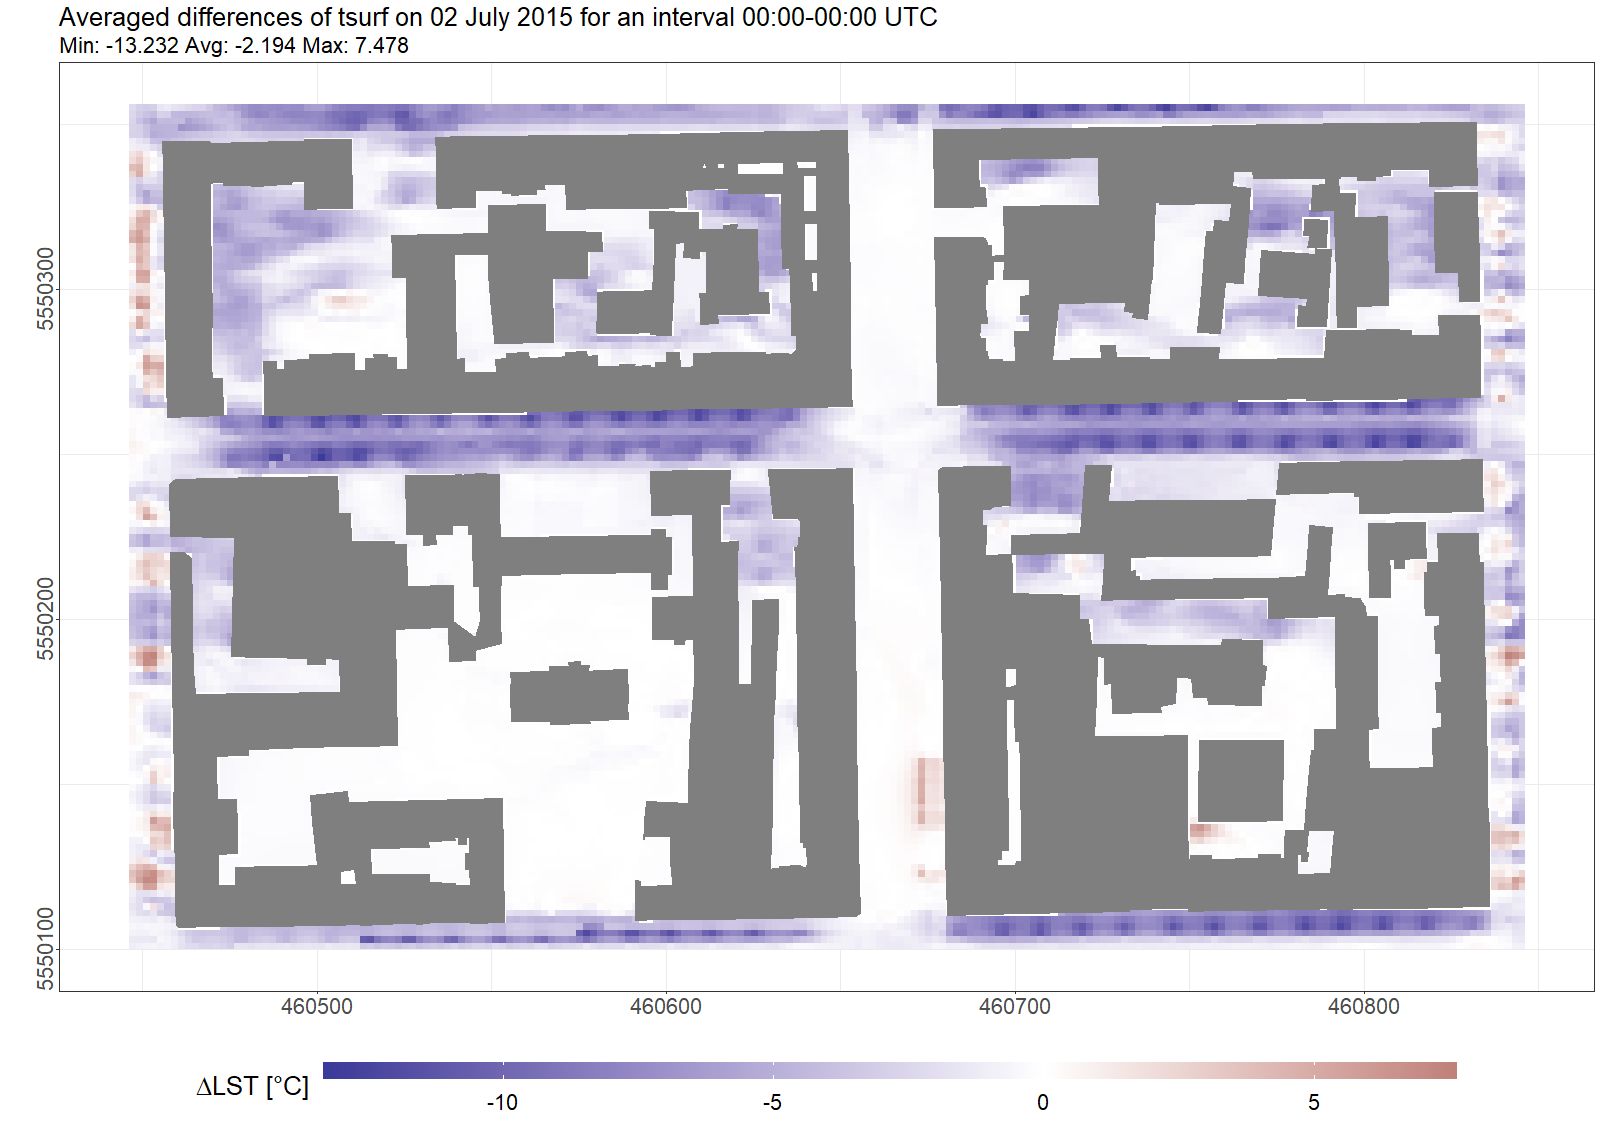 Averaged differences of tsurf on 02 July 2015 for an interval 00:00-00:00 UTC
Min: -13.232 Avg: -2.194 Max: 7.478
5550300
5550200
5550100
460500 460600 460700 460800
ΔLST [°C]
-10 -5 0 5